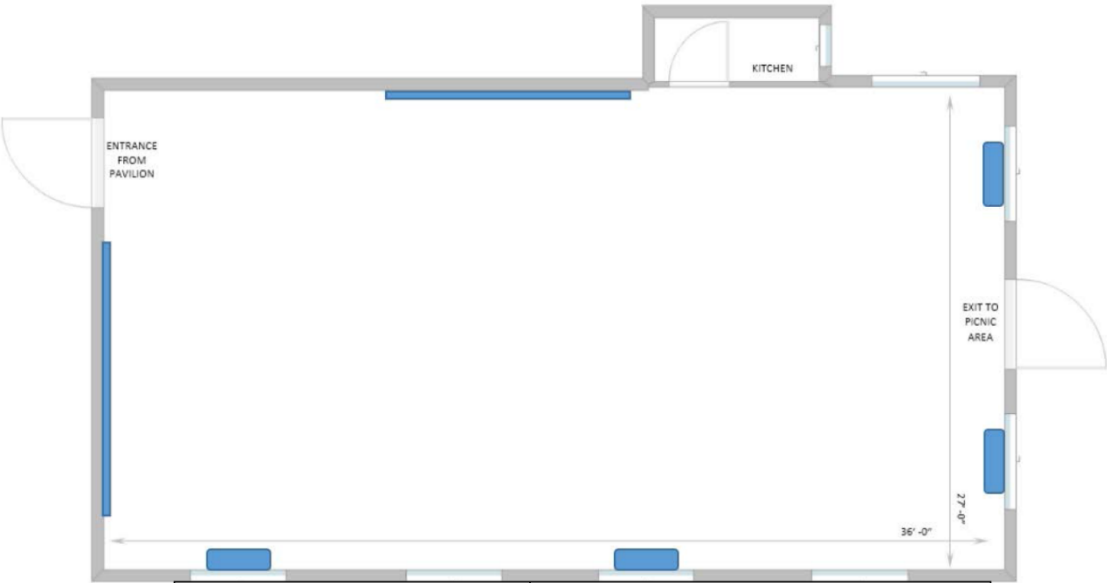 KITCHEN
ENTRANCE
FROM
PAVILION
EXIT TO
PICNIC
AREA
27' -0"
36' -0"